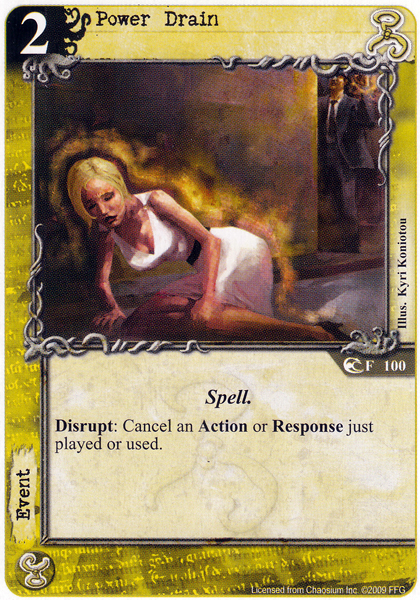 2
Power Drain
Illus. Kyri Koniotou
F 100
Spell.
Disrupt: Cancel an Action or Response just
played or used.
Event
Licensed from Chaosium Inc. ©2009 FFG